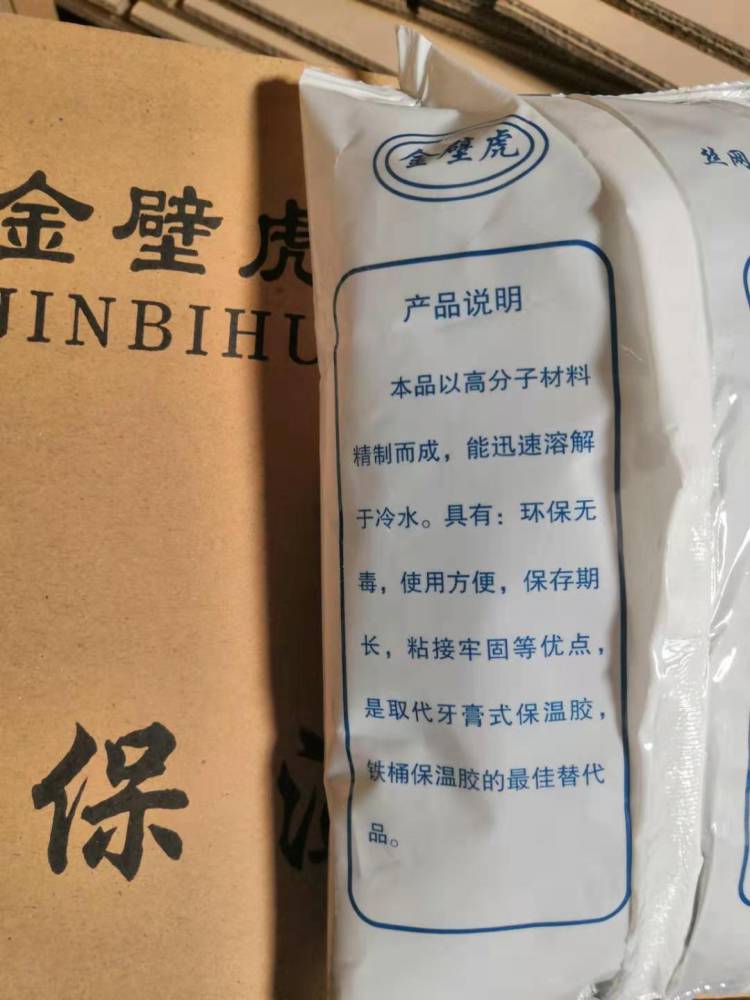 金壁虎
JINBIHU
保
金壁虎
产品说明
本品以高分子材料
精制而成，能迅速溶解
于冷水。具有：环保无
毒，使用方便，保存期
长，粘接牢固等优点，
是取代牙膏式保温胶，
铁桶保温胶的最佳替代
品。
丝网